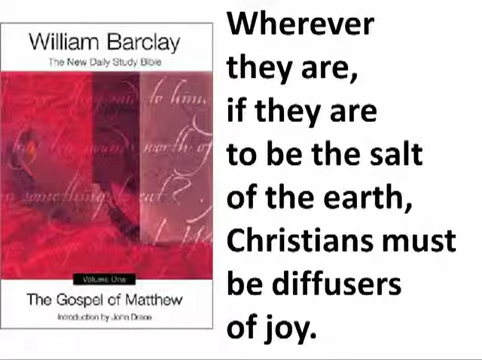 William Barclay
The New Daily Study Bible
Volume One
The Gospel of Matthew
Introduction by John Drane
Wherever
they are,
if they are
to be the salt
of the earth,
Christians must
be diffusers
of joy.